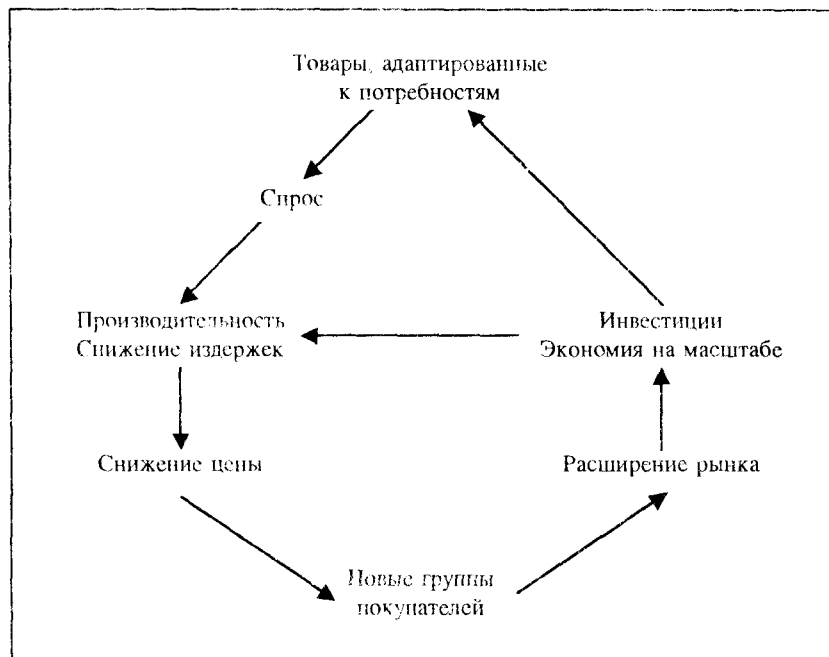 Товары, адаптированные
к потребностям
Спрос
Производительность
Снижение издержек
Инвестиции
Экономия на масштабе
Снижение цены
Расширение рынка
Новые группы
покупателей